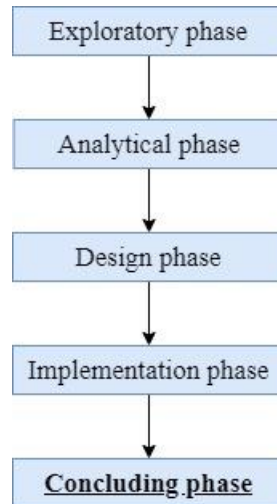 Exploratory phase
Analytical phase
Design phase
Implementation phase
Concluding phase